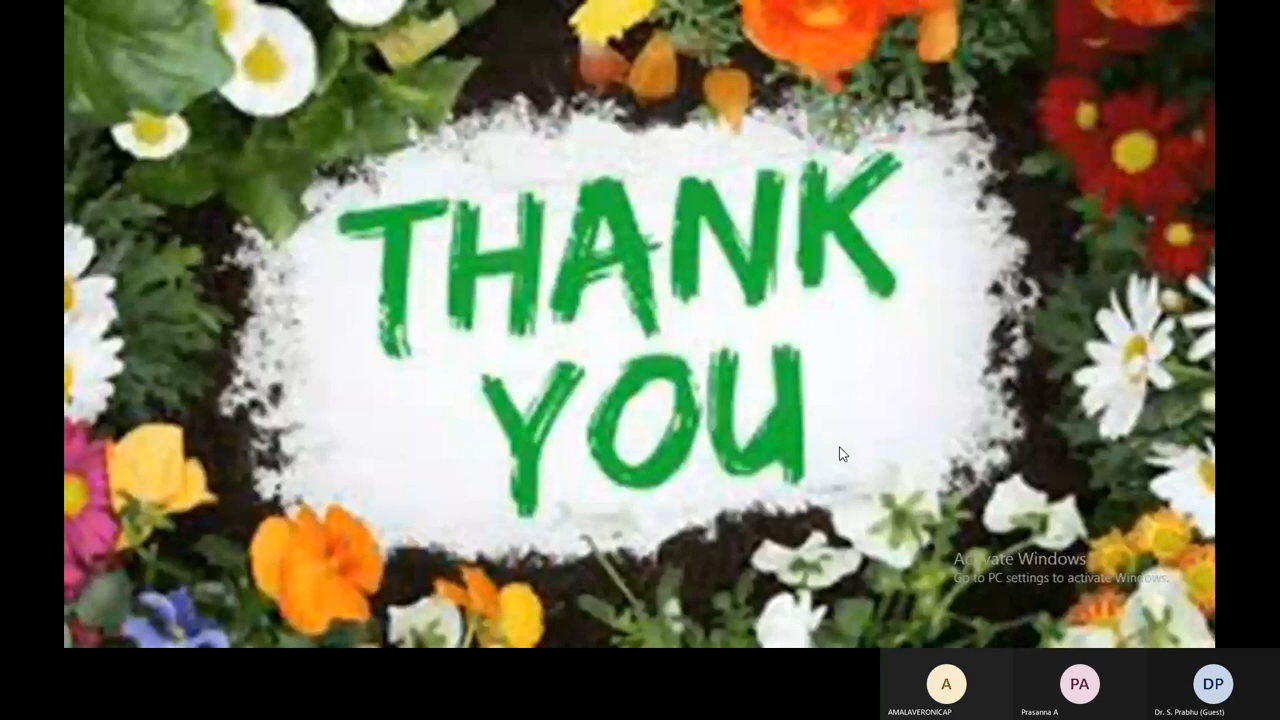 THANK
YOU
Activate Windows
Go to PC settings to activate Windows.
A
PA
DP
AMALAVERONICAP
Prasanna A
Dr. S. Prabhu (Guest)